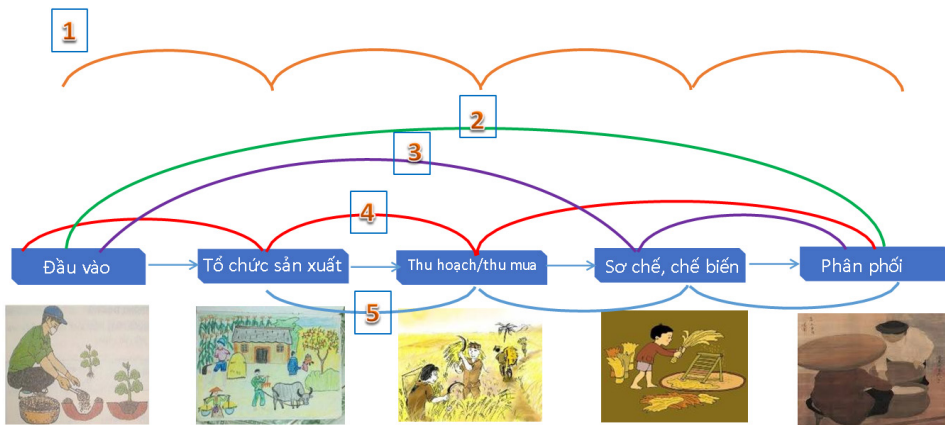 1
2
3
4
5
Đầu vào
Tổ chức sản xuất
Thu hoạch/thu mua
Sơ chế, chế biến
Phân phối